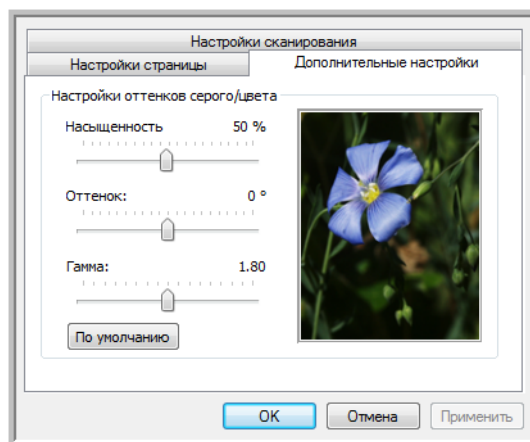 Настройки сканирования
Настройки страницы
Дополнительные настройки
Настройки оттенков серого/цвета
Насыщенность 50 %
Оттенок: 0 °
Гамма: 1.80
По умолчанию
OK Отмена Применить